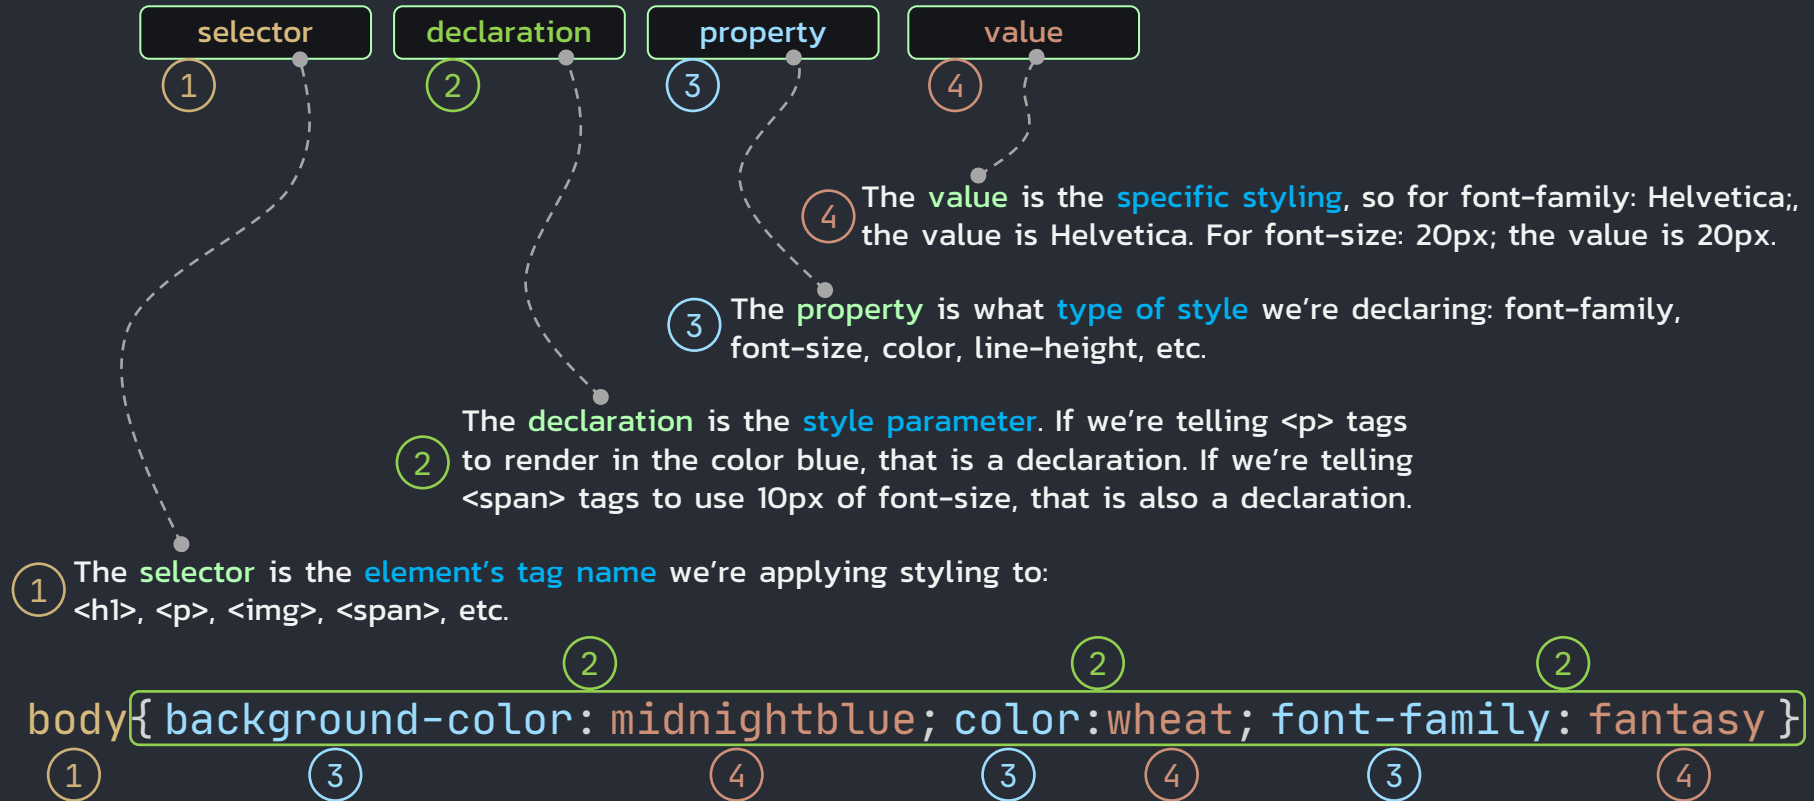 selector declaration property value
1 2 3 4
The value is the specific styling, so for font-family: Helvetica;,
4
the value is Helvetica. For font-size: 20px; the value is 20px.
The property is what type of style we're declaring: font-family,
3
font-size, color, line-height, etc.
The declaration is the style parameter. If we're telling <p> tags
2 to render in the color blue, that is a declaration. If we're telling
<span> tags to use 10px of font-size, that is also a declaration.
The selector is the element's tag name we're applying styling to:
1
<h1>, <p>, <img>, <span>, etc.
2 2 2
body{ background-color: midnightblue; color:wheat; font-family: fantasy }
1 3 4 3 4 3 4